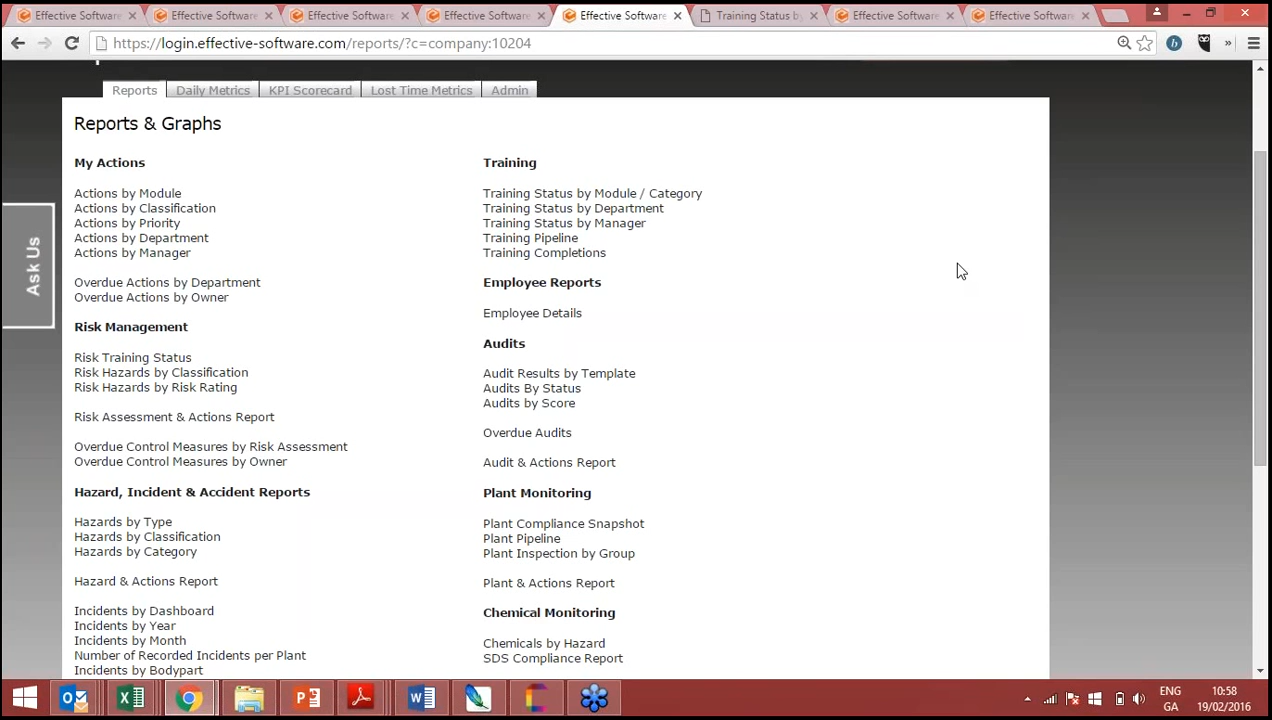 Effective Software
Effective Software
Effective Software
Effective Software
Effective Software
Training Status by
Effective Software
Effective Software
https://login.effective-software.com/reports/?c=company:10204
Reports
Daily Metrics
KPI Scorecard
Lost Time Metrics
Admin
Reports & Graphs
My Actions
Actions by Module
Actions by Classification
Actions by Priority
Actions by Department
Actions by Manager
Overdue Actions by Department
Overdue Actions by Owner
Risk Management
Risk Training Status
Risk Hazards by Classification
Risk Hazards by Risk Rating
Risk Assessment & Actions Report
Overdue Control Measures by Risk Assessment
Overdue Control Measures by Owner
Hazard, Incident & Accident Reports
Hazards by Type
Hazards by Classification
Hazards by Category
Hazard & Actions Report
Incidents by Dashboard
Incidents by Year
Incidents by Month
Number of Recorded Incidents per Plant
Incidents by Bodypart
Training
Training Status by Module / Category
Training Status by Department
Training Status by Manager
Training Pipeline
Training Completions
Employee Reports
Employee Details
Audits
Audit Results by Template
Audits By Status
Audits by Score
Overdue Audits
Audit & Actions Report
Plant Monitoring
Plant Compliance Snapshot
Plant Pipeline
Plant Inspection by Group
Plant & Actions Report
Chemical Monitoring
Chemicals by Hazard
SDS Compliance Report
Ask Us
ENG
GA
10:58
19/02/2016